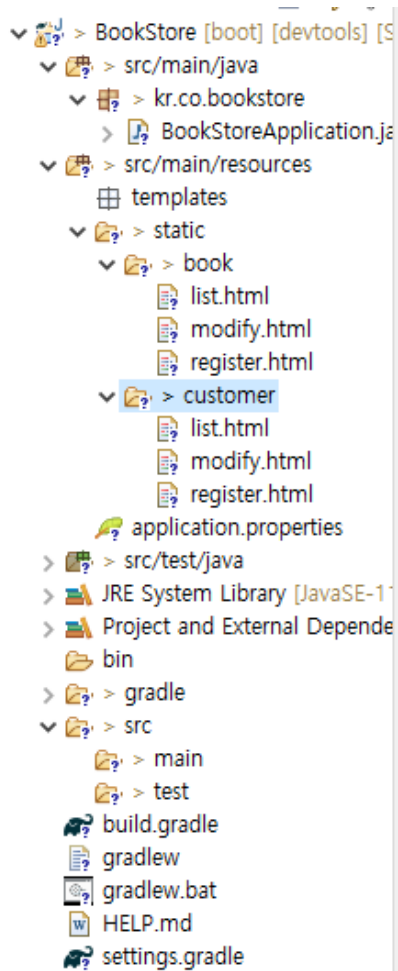 > BookStore [boot] [devtools] [S
> src/main/java
> kr.co.bookstore
> BookStoreApplication.ja
> src/main/resources
templates
> static
> book
list.html
modify.html
register.html
> customer
list.html
modify.html
register.html
application.properties
> src/test/java
JRE System Library [JavaSE-11
Project and External Depende
bin
> gradle
> src
> main
> test
build.gradle
gradlew
gradlew.bat
HELP.md
settings.gradle